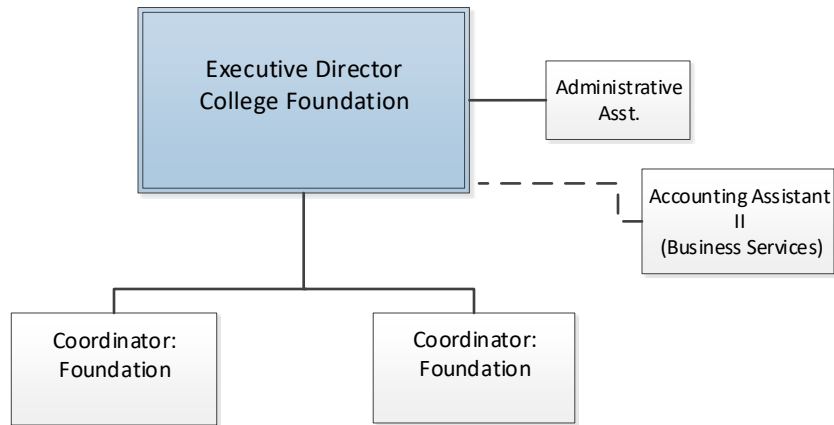 Executive Director
College Foundation
Administrative
Asst.
Accounting Assistant
II
(Business Services)
Coordinator:
Foundation
Coordinator:
Foundation